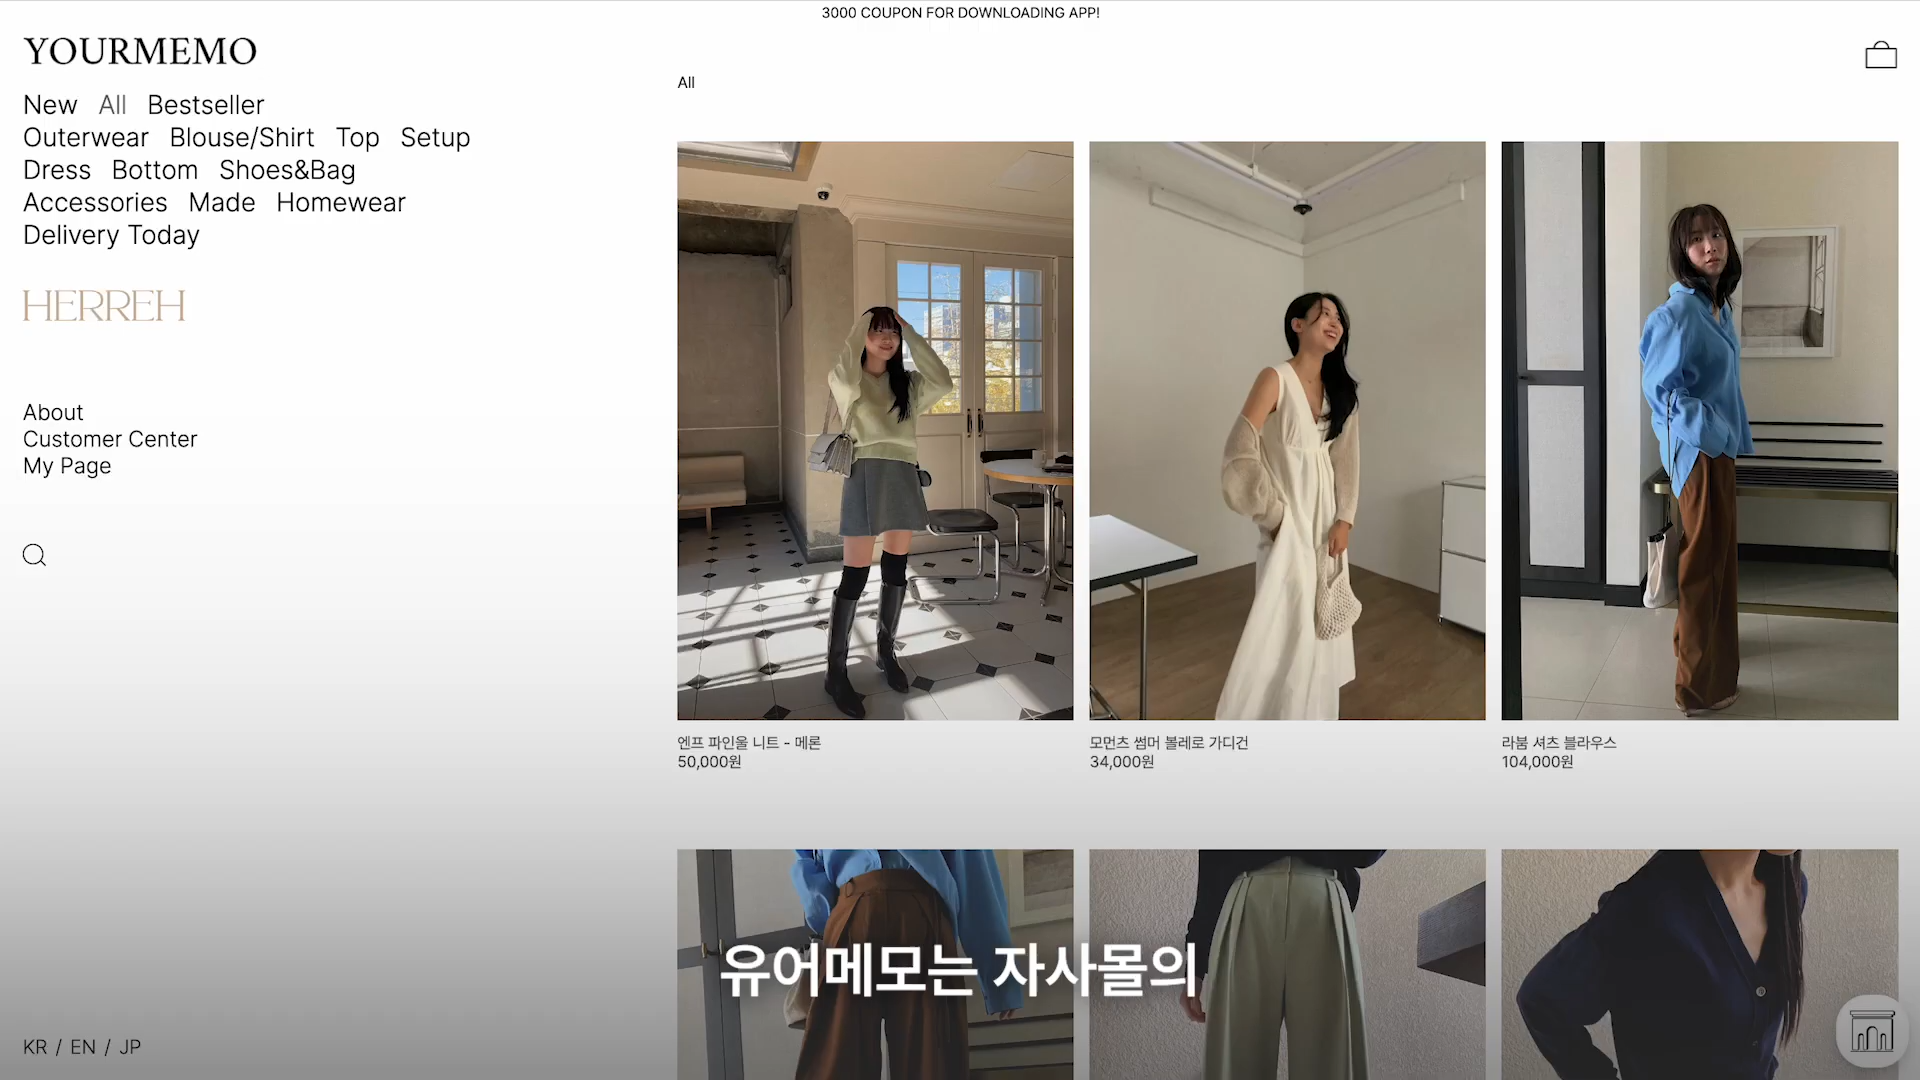 3000 COUPON FOR DOWNLOADING APP!
YOURMEMO
New All Bestseller
Outerwear Blouse/Shirt Top Setup
Dress Bottom Shoes&Bag
Accessories Made Homewear
Delivery Today
HERREH
About
Customer Center
My Page
All
엔프 파인울 니트 - 메론
50,000원
모먼츠 썸머 볼레로 가디건
34,000원
라붐 셔츠 블라우스
104,000원
유어메모는 자사몰의
KR / EN / JP